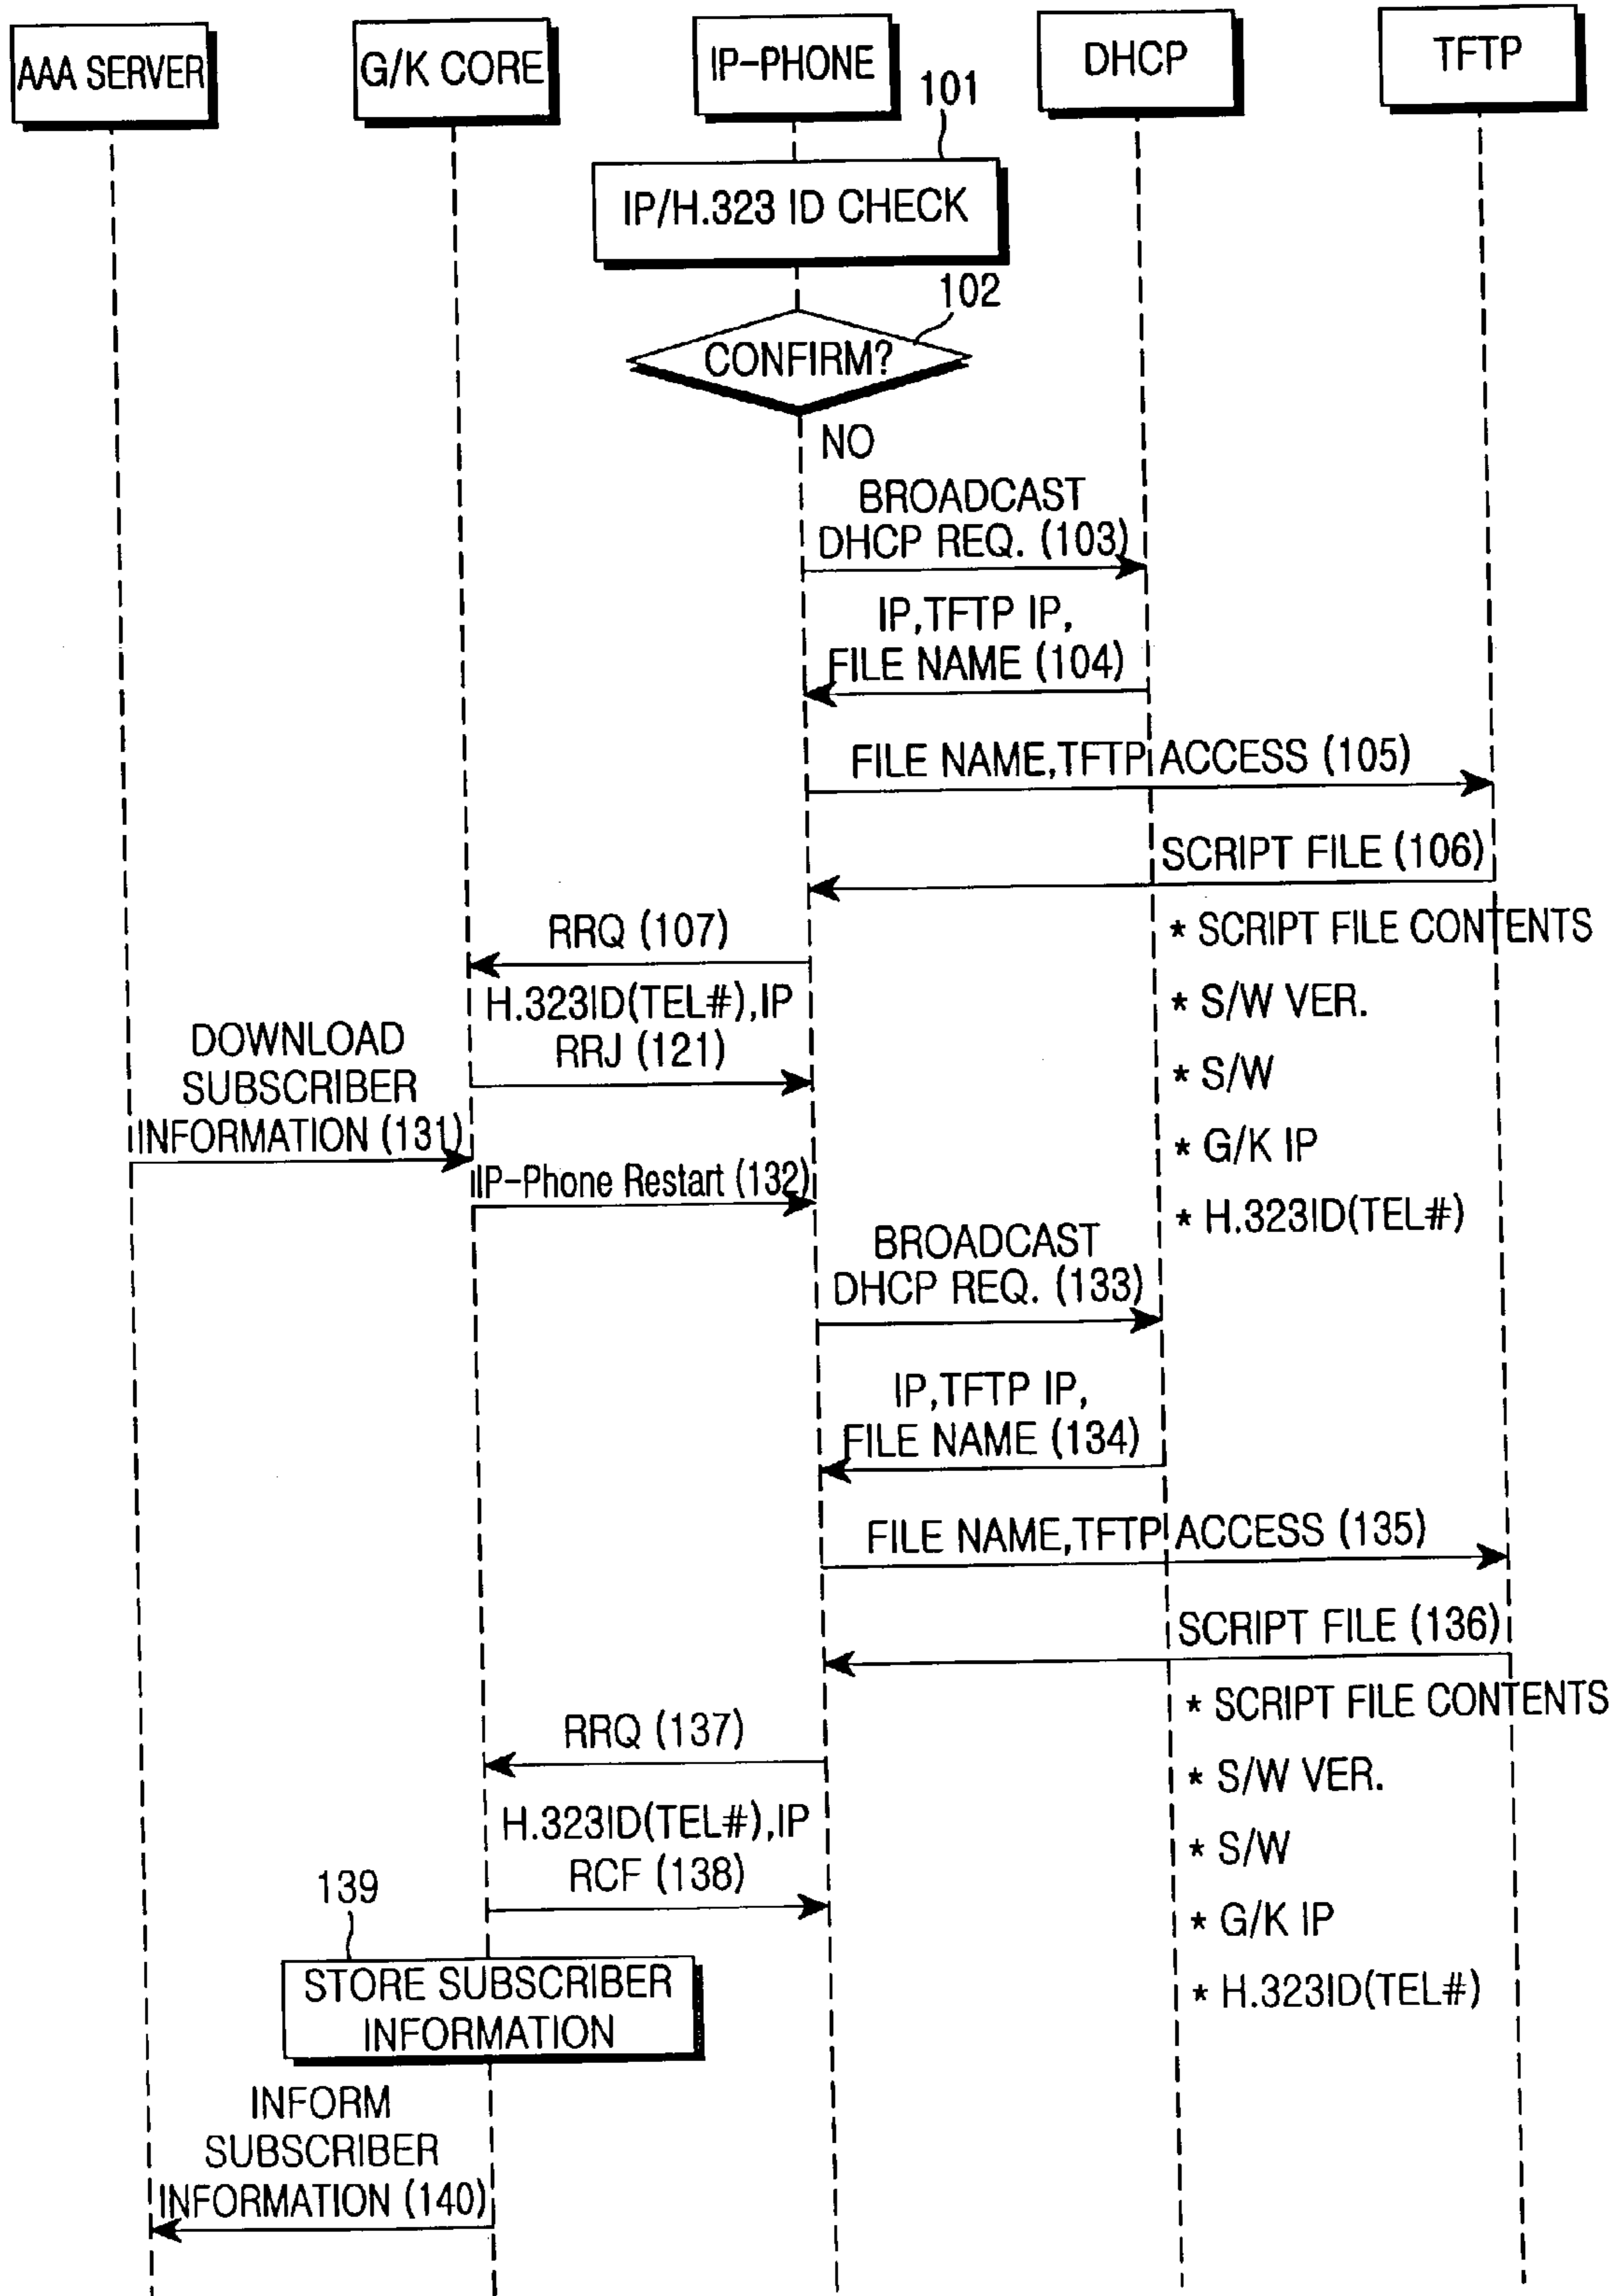 AAA SERVER
G/K CORE
IP-PHONE
DHCP
TFTP
101
IP/H.323 ID CHECK
102
CONFIRM?
NO
BROADCAST
DHCP REQ. (103)
IP,TFTP IP,
FILE NAME (104)
FILE NAME,TFTP ACCESS (105)
SCRIPT FILE (106)
* SCRIPT FILE CONTENTS
* S/W VER.
* S/W
* G/K IP
* H.323ID(TEL#)
RRQ (107)
H.323ID(TEL#),IP
RRJ (121)
DOWNLOAD
SUBSCRIBER
INFORMATION (131)
IP-Phone Restart (132)
BROADCAST
DHCP REQ. (133)
IP,TFTP IP,
FILE NAME (134)
FILE NAME,TFTP ACCESS (135)
SCRIPT FILE (136)
* SCRIPT FILE CONTENTS
* S/W VER.
* S/W
* G/K IP
* H.323ID(TEL#)
RRQ (137)
H.323ID(TEL#),IP
RCF (138)
139
STORE SUBSCRIBER
INFORMATION
INFORM
SUBSCRIBER
INFORMATION (140)